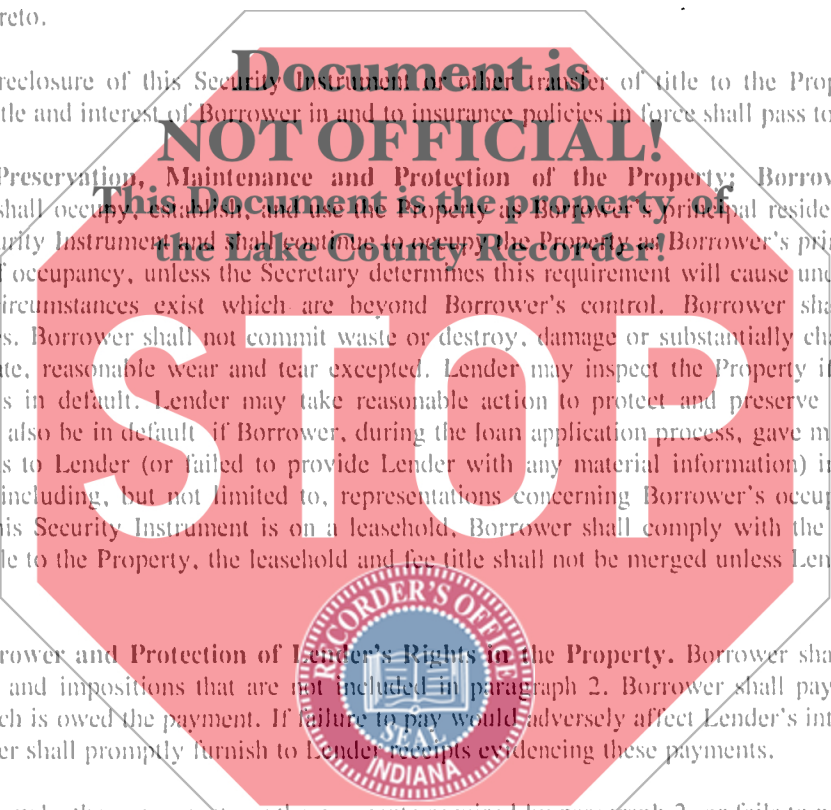 reto.
reclosure of this Security Instrument or other transfer of title to the Prop
tle and interest of Borrower in and to insurance policies in force shall pass to
Document is
NOT OFFICIAL!
This Document is the property of
the Lake County Recorder!
Preservation, Maintenance and Protection of the Property; Borrow
shall occupy, establish, and use the Property as Borrower's principal reside
urity Instrument and shall continue to occupy the Property as Borrower's prin
f occupancy, unless the Secretary determines this requirement will cause und
ircumstances exist which are beyond Borrower's control. Borrower sha
es. Borrower shall not commit waste or destroy, damage or substantially cha
ate, reasonable wear and tear excepted. Lender may inspect the Property if
s in default. Lender may take reasonable action to protect and preserve
also be in default if Borrower, during the loan application process, gave m
s to Lender (or failed to provide Lender with any material information) in
including, but not limited to, representations concerning Borrower's occup
his Security Instrument is on a leasehold, Borrower shall comply with the
le to the Property, the leasehold and fee title shall not be merged unless Len
STOP
rower and Protection of Lender's Rights in the Property. Borrower sha
and impositions that are not included in paragraph 2. Borrower shall pay
ch is owed the payment. If failure to pay would adversely affect Lender's int
er shall promptly furnish to Lender receipts evidencing these payments.
RECORDER'S OFFICE
SEAL
INDIANA